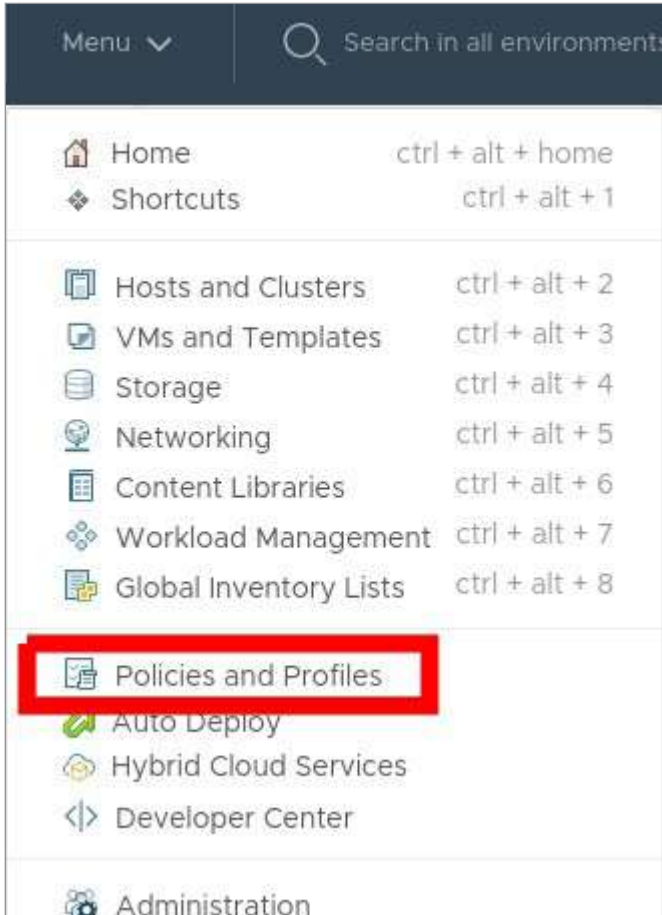 Menu Search in all environments
Home ctrl + alt + home
Shortcuts ctrl + alt + 1
Hosts and Clusters ctrl + alt + 2
VMs and Templates ctrl + alt + 3
Storage ctrl + alt + 4
Networking ctrl + alt + 5
Content Libraries ctrl + alt + 6
Workload Management ctrl + alt + 7
Global Inventory Lists ctrl + alt + 8
Policies and Profiles
Auto Deploy
Hybrid Cloud Services
Developer Center
Administration